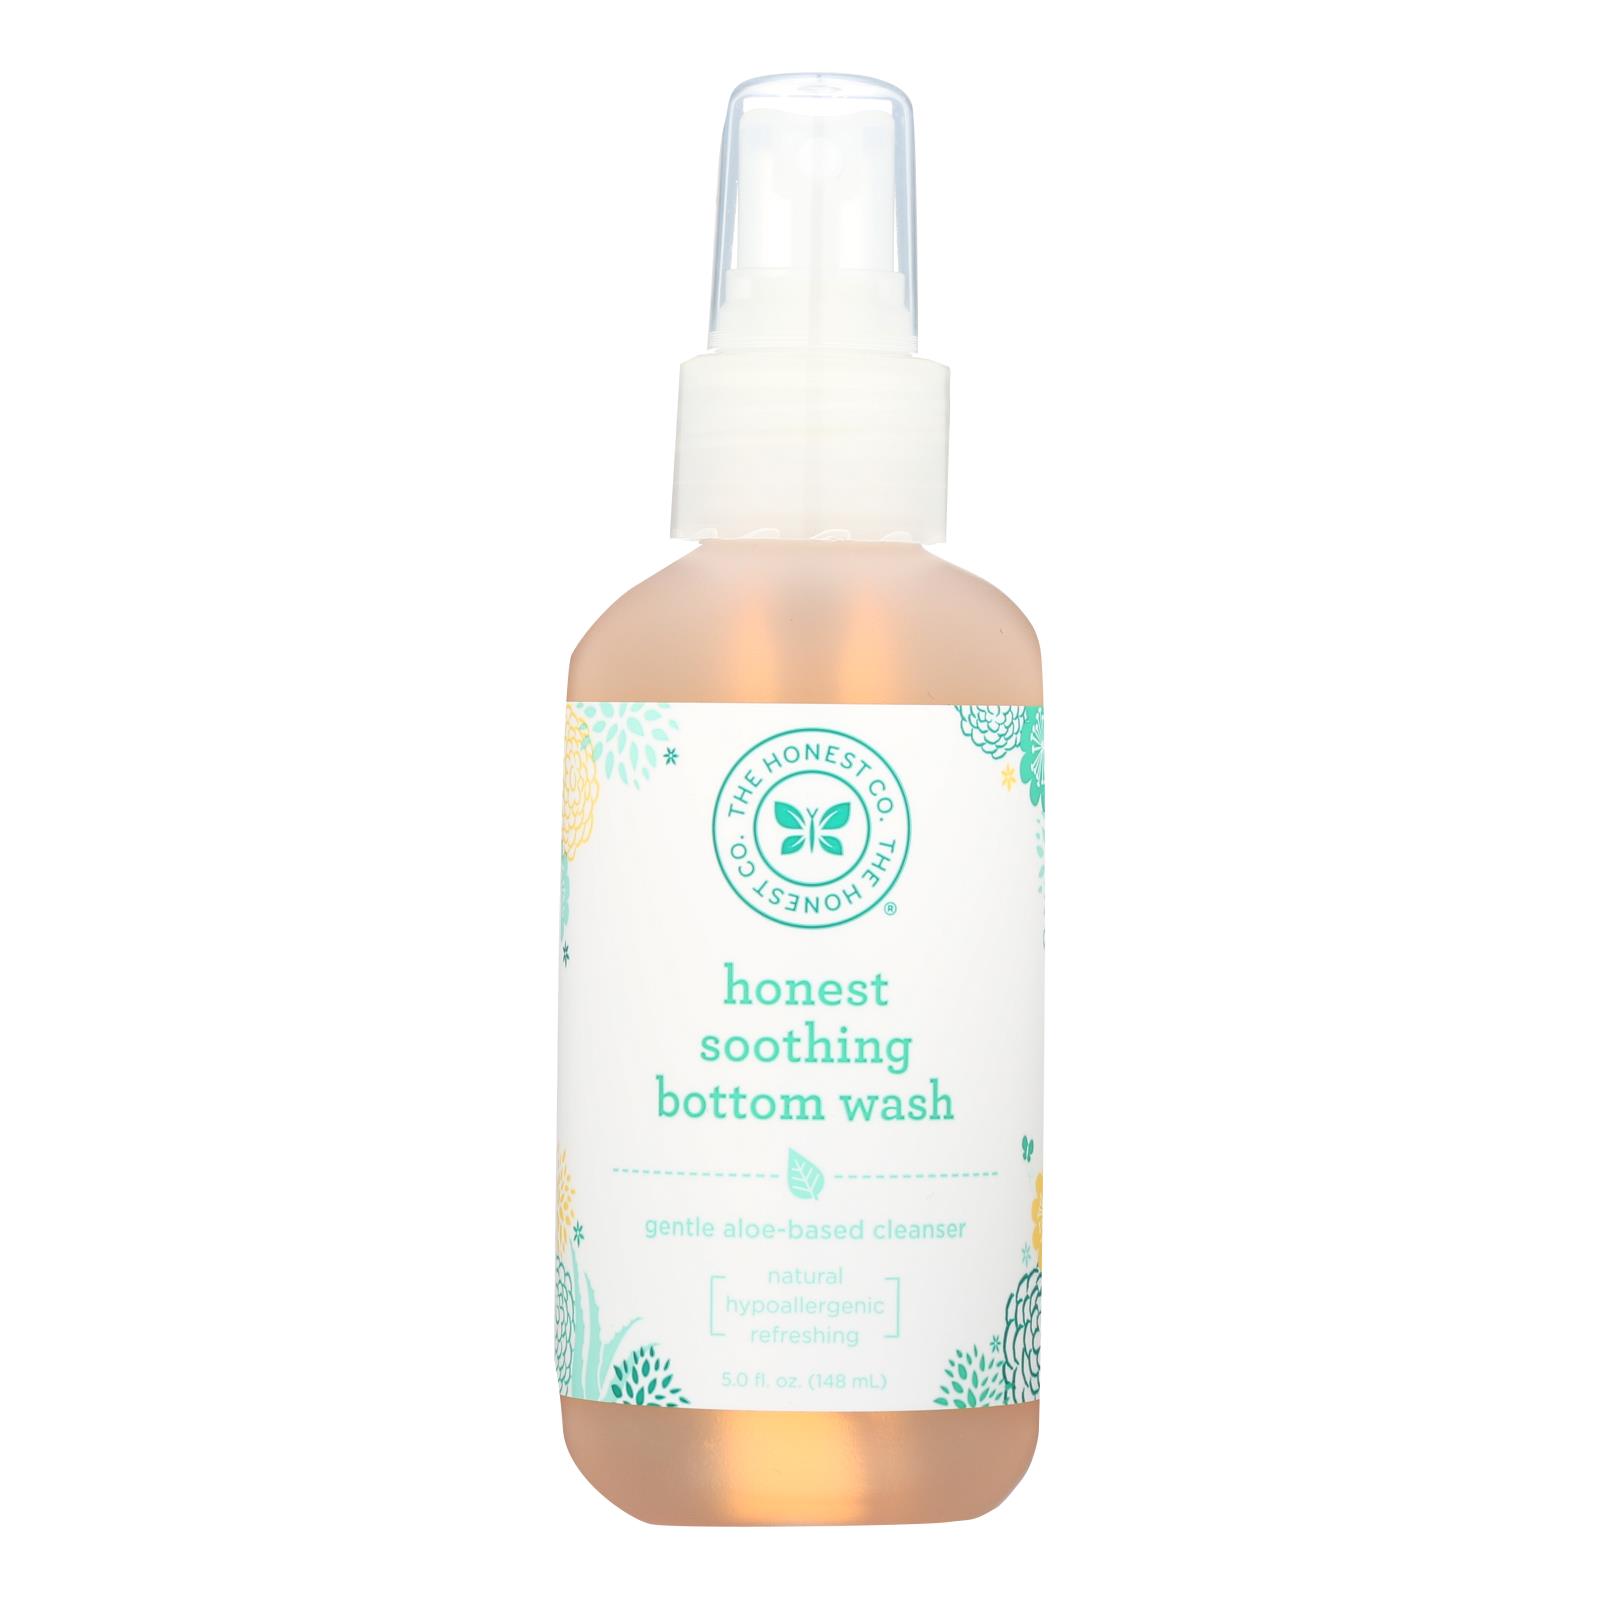 THE HONEST CO. THE HONEST CO.
®
honest
soothing
bottom wash
gentle aloe-based cleanser
natural
hypoallergenic
refreshing
5.0 fl. oz. (148 mL)